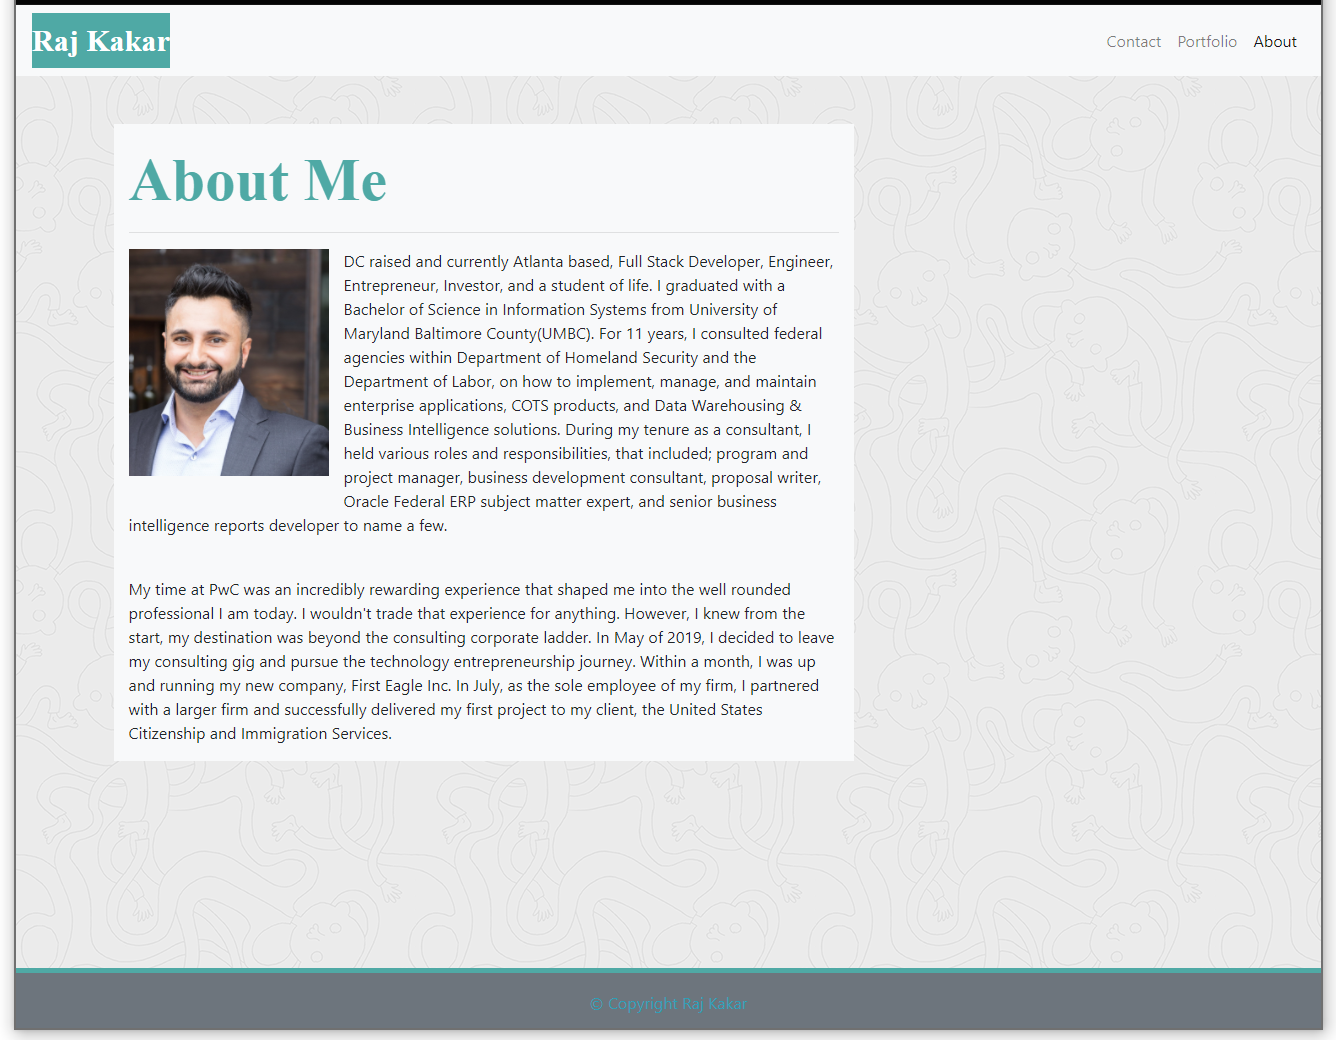 Raj Kakar
Contact Portfolio About
About Me
DC raised and currently Atlanta based, Full Stack Developer, Engineer,
Entrepreneur, Investor, and a student of life. I graduated with a
Bachelor of Science in Information Systems from University of
Maryland Baltimore County(UMBC). For 11 years, I consulted federal
agencies within Department of Homeland Security and the
Department of Labor, on how to implement, manage, and maintain
enterprise applications, COTS products, and Data Warehousing &
Business Intelligence solutions. During my tenure as a consultant, I
held various roles and responsibilities, that included; program and
project manager, business development consultant, proposal writer,
Oracle Federal ERP subject matter expert, and senior business
intelligence reports developer to name a few.
My time at PwC was an incredibly rewarding experience that shaped me into the well rounded
professional I am today. I wouldn't trade that experience for anything. However, I knew from the
start, my destination was beyond the consulting corporate ladder. In May of 2019, I decided to leave
my consulting gig and pursue the technology entrepreneurship journey. Within a month, I was up
and running my new company, First Eagle Inc. In July, as the sole employee of my firm, I partnered
with a larger firm and successfully delivered my first project to my client, the United States
Citizenship and Immigration Services.
© Copyright Raj Kakar